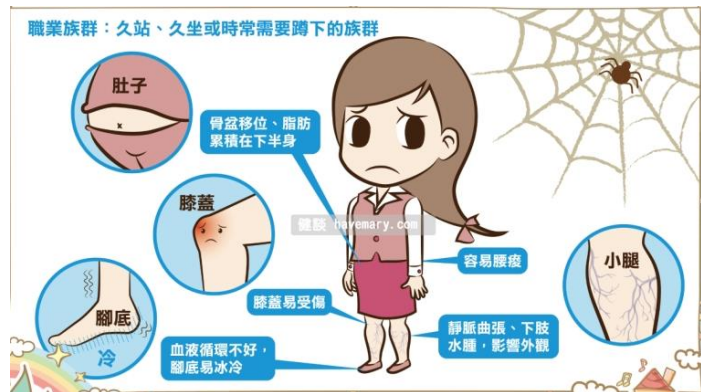 職業族群：久站、久坐或時常需要蹲下的族群
肚子
骨盆移位、脂肪
累積在下半身
膝蓋
健談 havemary.com
容易腰痠
小腿
膝蓋易受傷
腳底
冷
靜脈曲張、下肢
水腫，影響外觀
血液循環不好，
腳底易冰冷